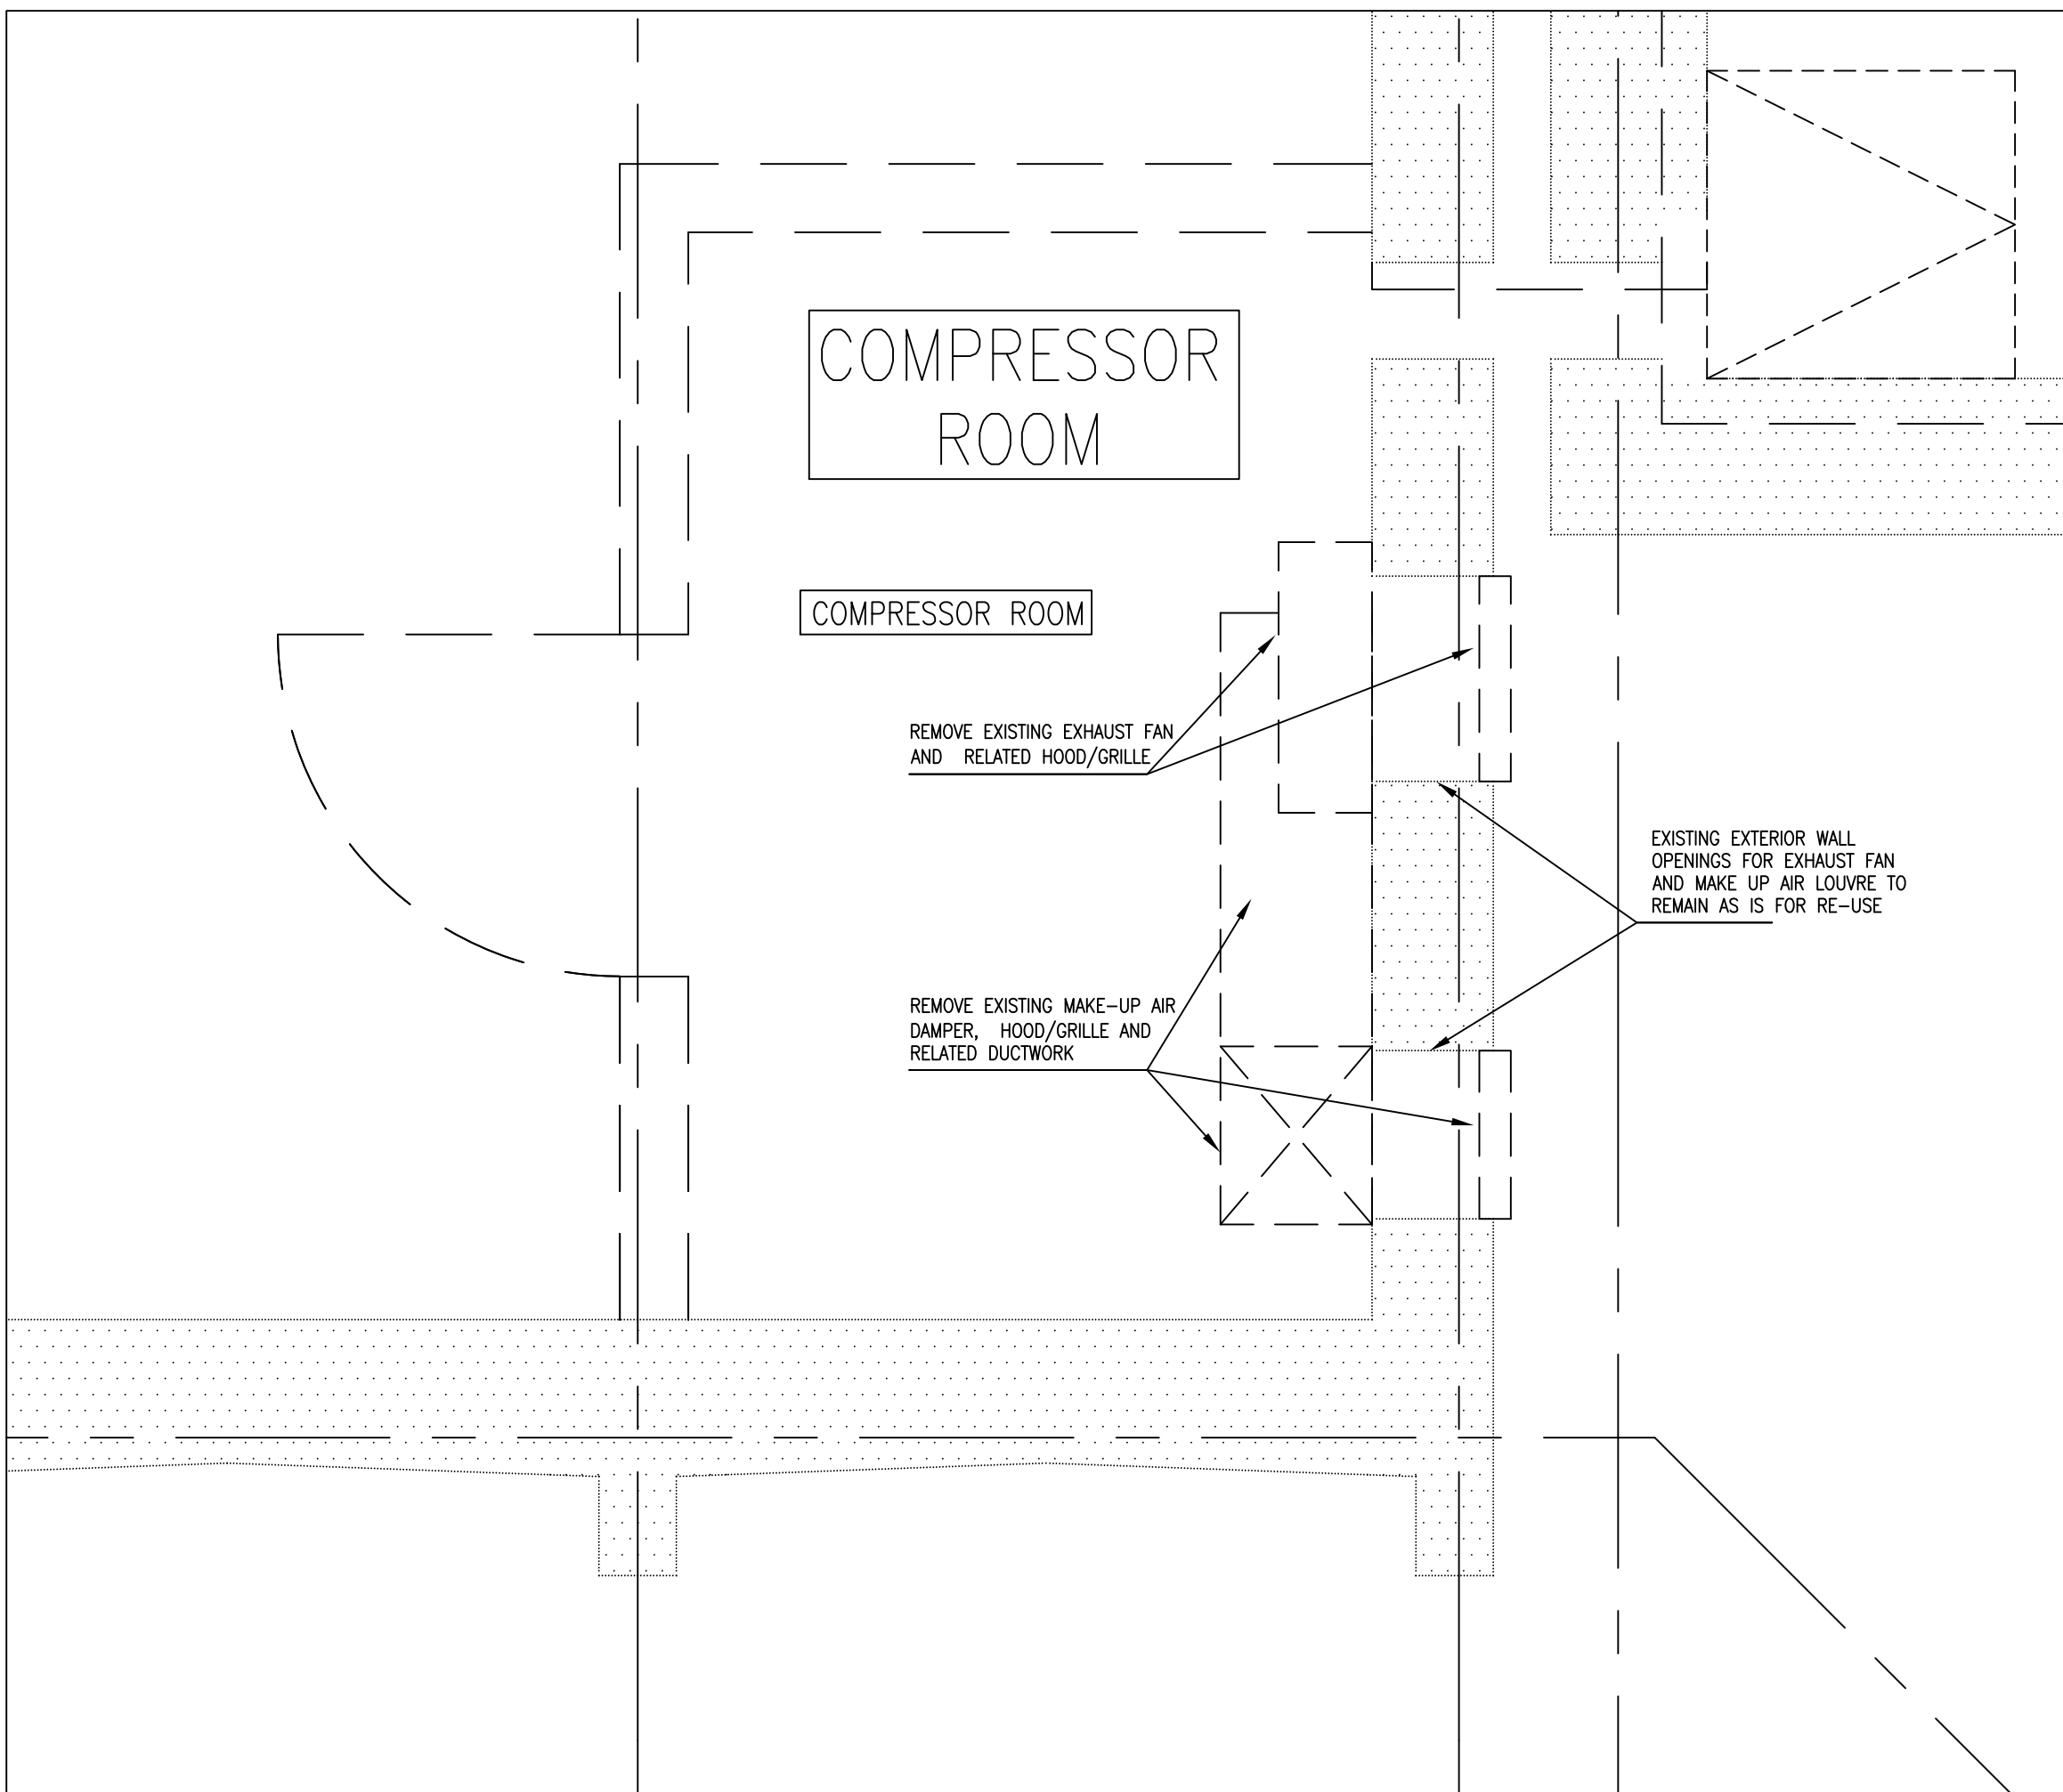 COMPRESSOR
ROOM
COMPRESSOR ROOM
REMOVE EXISTING EXHAUST FAN
AND RELATED HOOD/GRILLE
EXISTING EXTERIOR WALL
OPENINGS FOR EXHAUST FAN
AND MAKE UP AIR LOUVRE TO
REMAIN AS IS FOR RE-USE
REMOVE EXISTING MAKE-UP AIR
DAMPER, HOOD/GRILLE AND
RELATED DUCTWORK